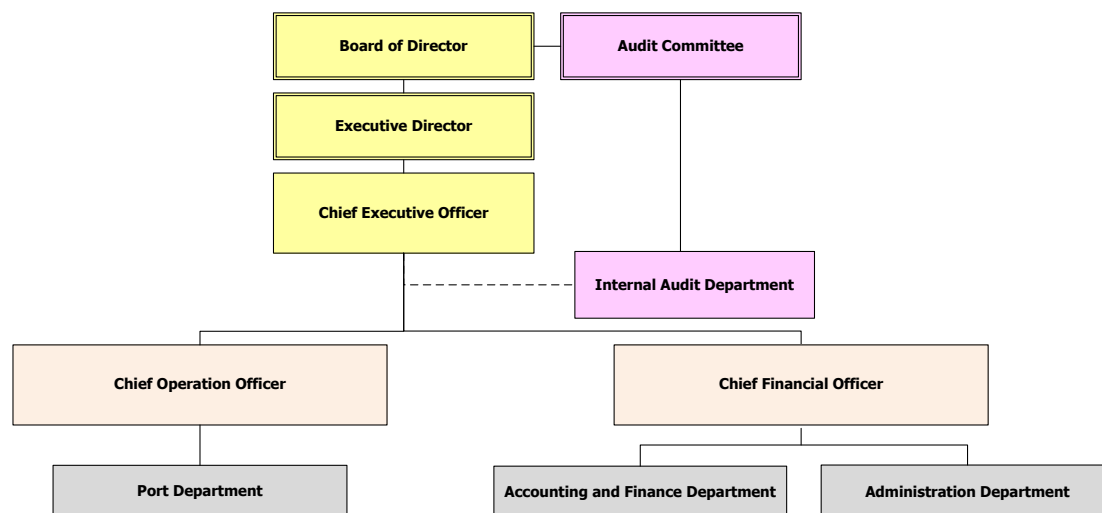 Board of Director
Audit Committee
Executive Director
Chief Executive Officer
Internal Audit Department
Chief Operation Officer
Chief Financial Officer
Port Department
Accounting and Finance Department
Administration Department